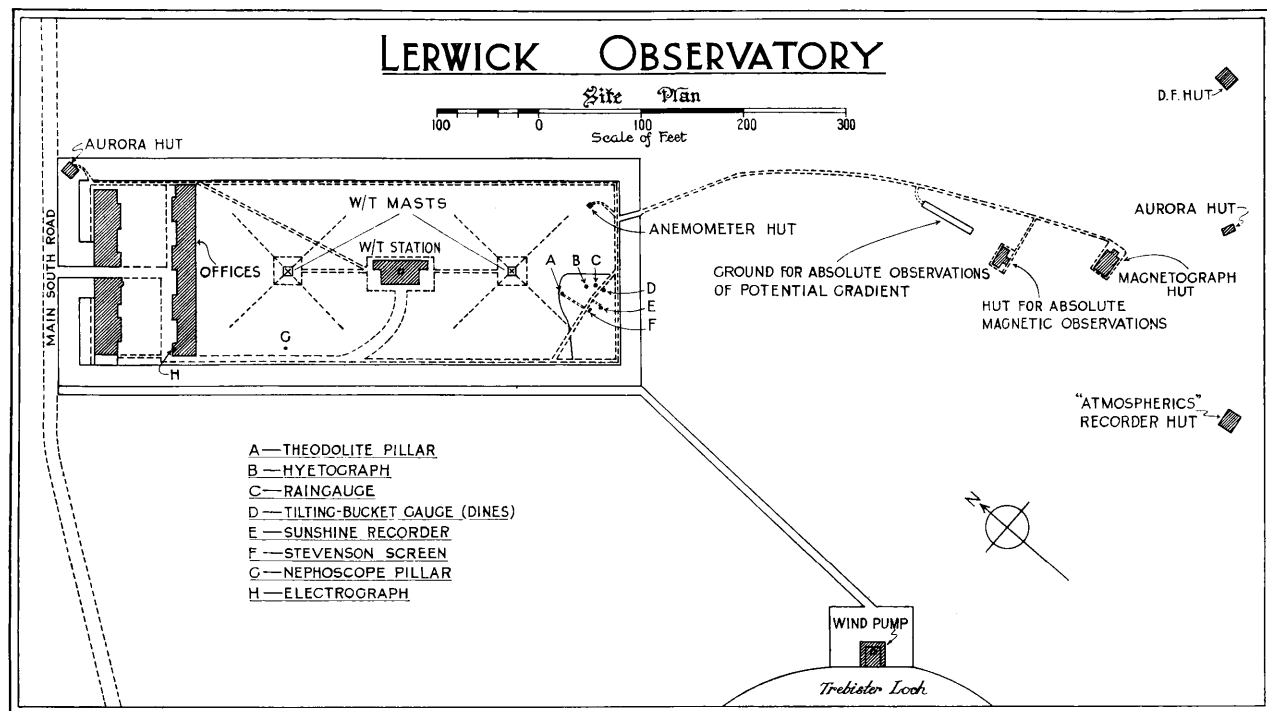 LERWICK OBSERVATORY
Site Plan
100 0 100 200 300
Scale of Feet
D.F. HUT
AURORA HUT
MAIN SOUTH ROAD
W/T MASTS
W/T STATION
OFFICES
ANEMOMETER HUT
A B C
D
E
F
G
H
AURORA HUT
GROUND FOR ABSOLUTE OBSERVATIONS
OF POTENTIAL GRADIENT
MAGNETOGRAPH
HUT
HUT FOR ABSOLUTE
MAGNETIC OBSERVATIONS
"ATMOSPHERICS"
RECORDER HUT
A—THEODOLITE PILLAR
B—HYETOGRAPH
C—RAINGAUGE
D—TILTING-BUCKET GAUGE (DINES)
E—SUNSHINE RECORDER
F—STEVENSON SCREEN
G—NEPHOSCOPE PILLAR
H—ELECTROGRAPH
N
WIND PUMP
Trebister Loch